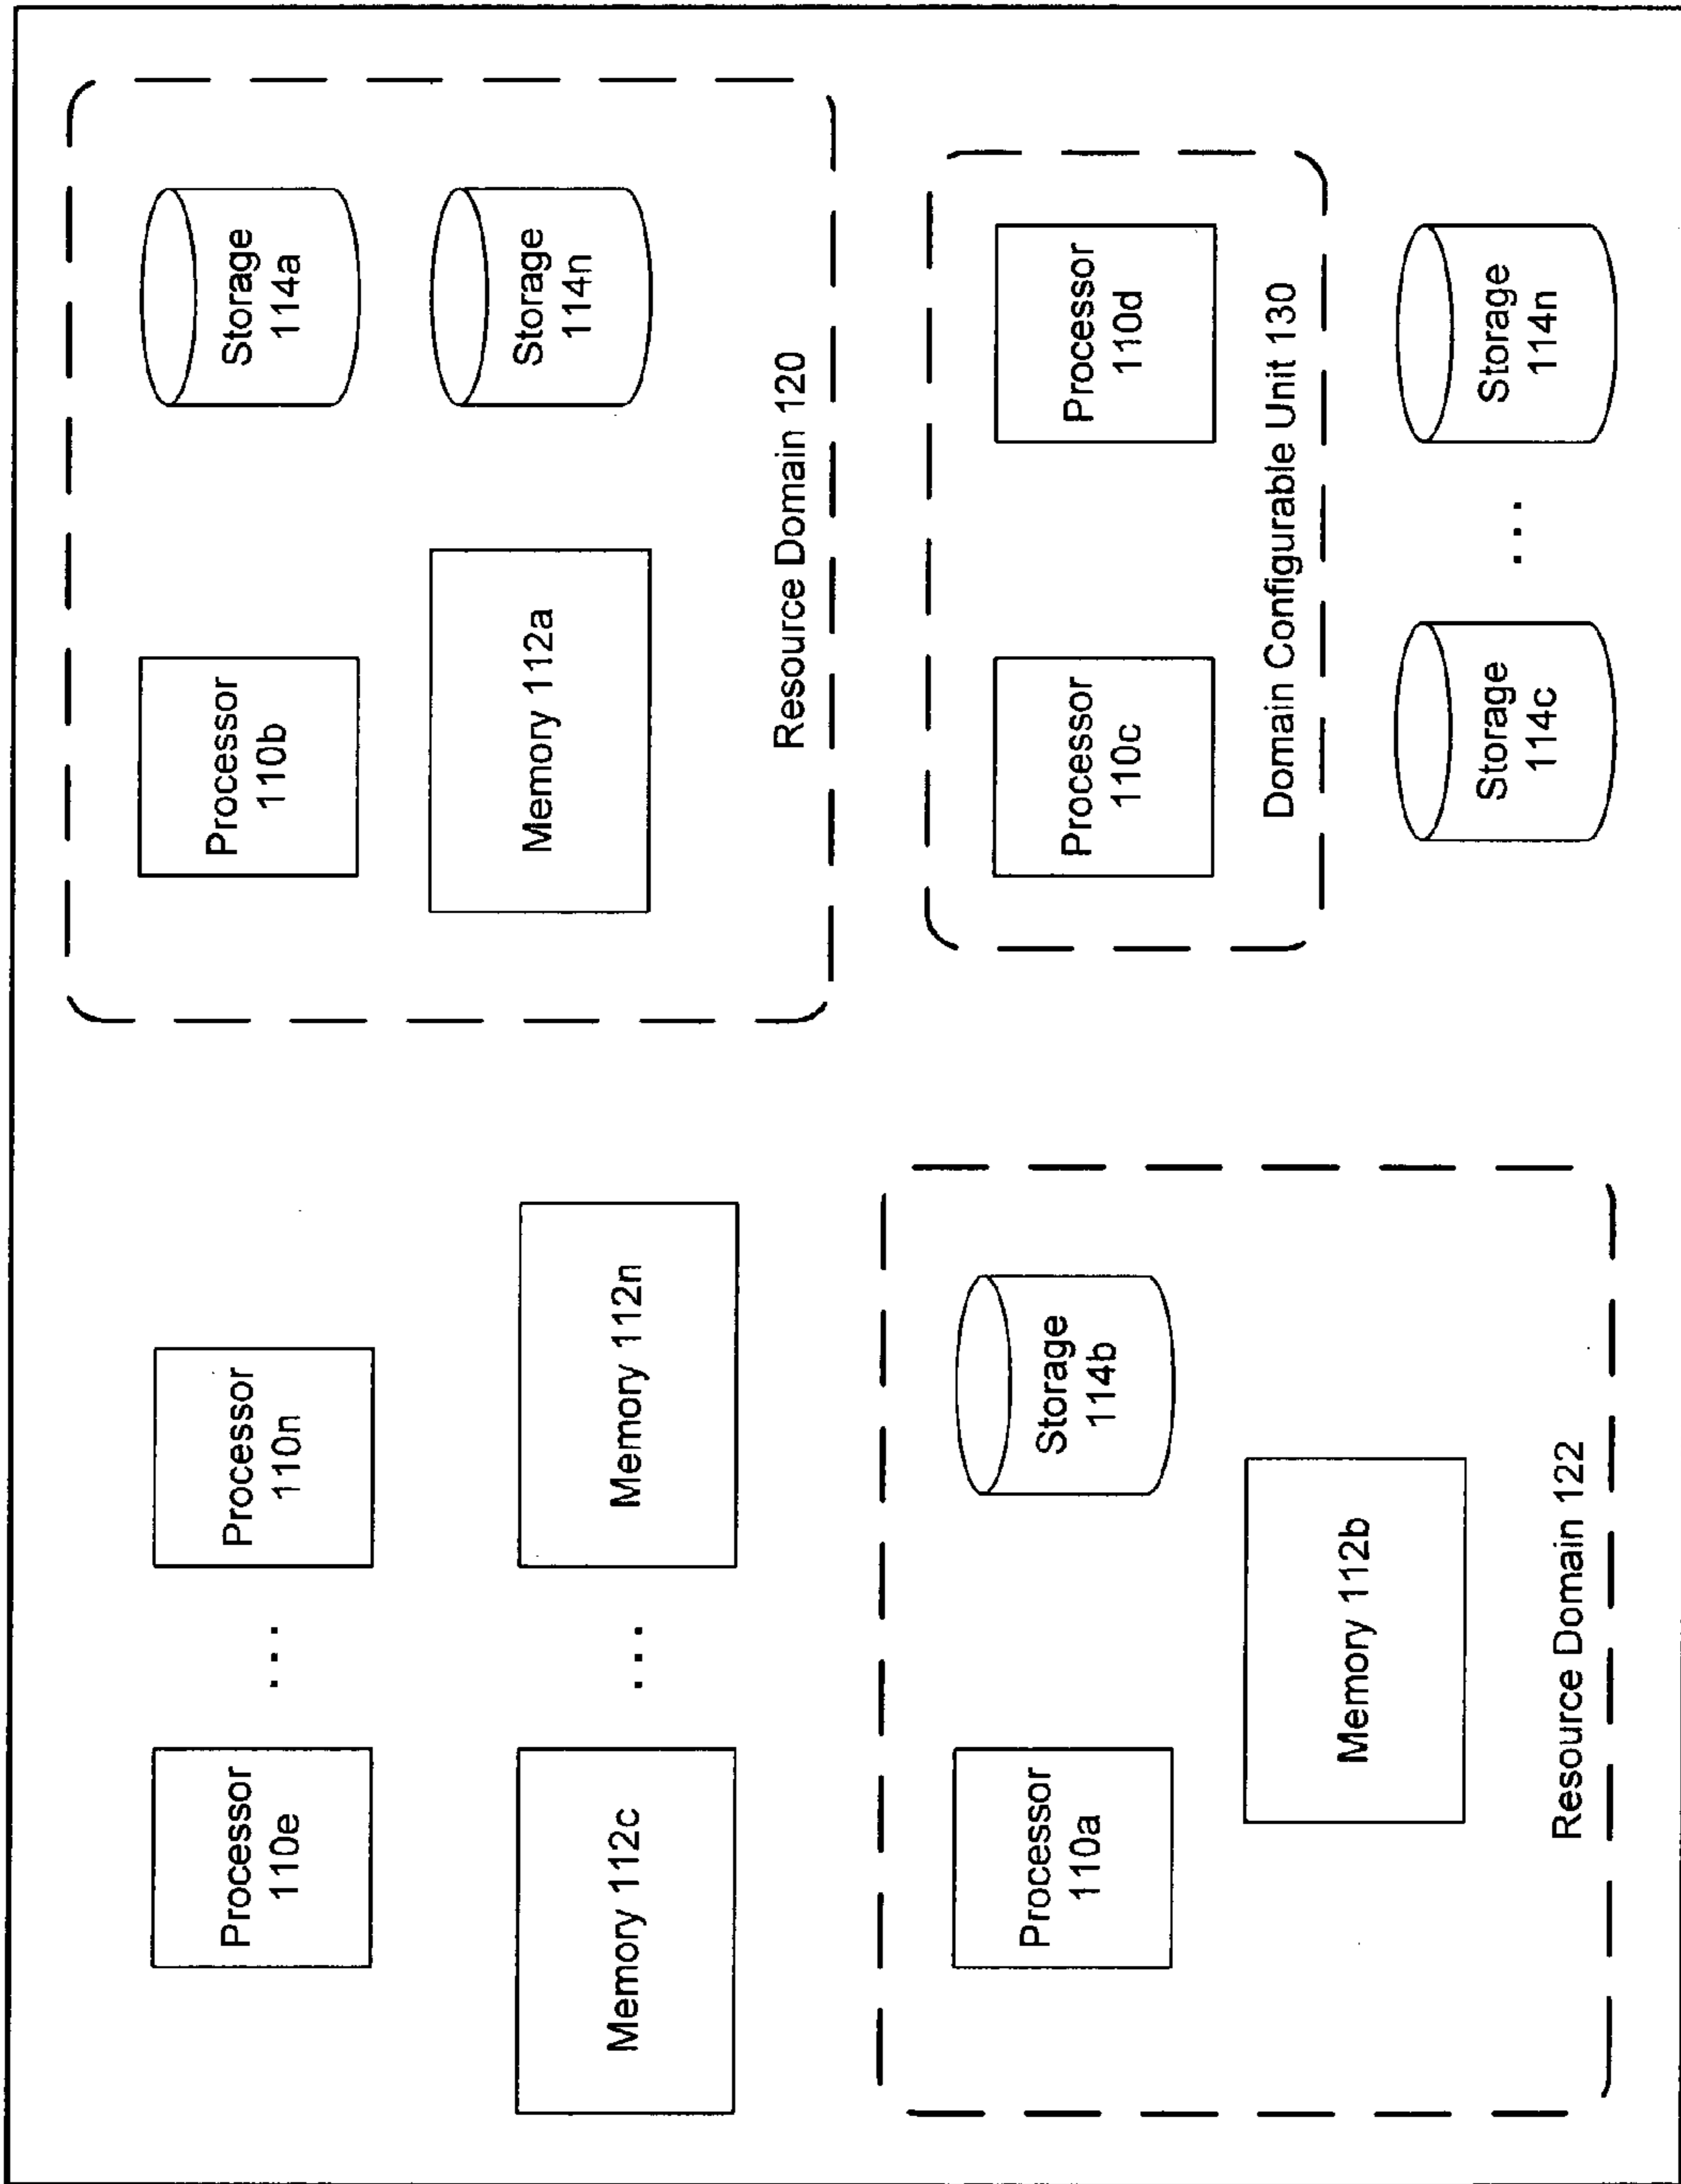 Processor
110e
...
Processor
110n
Memory 112c
...
Memory 112n
Processor
110b
Storage
114a
Memory 112a
Storage
114n
Resource Domain 120
Processor
110a
Storage
114b
Memory 112b
Resource Domain 122
Processor
110c
Processor
110d
Domain Configurable Unit 130
Storage
114c
...
Storage
114n